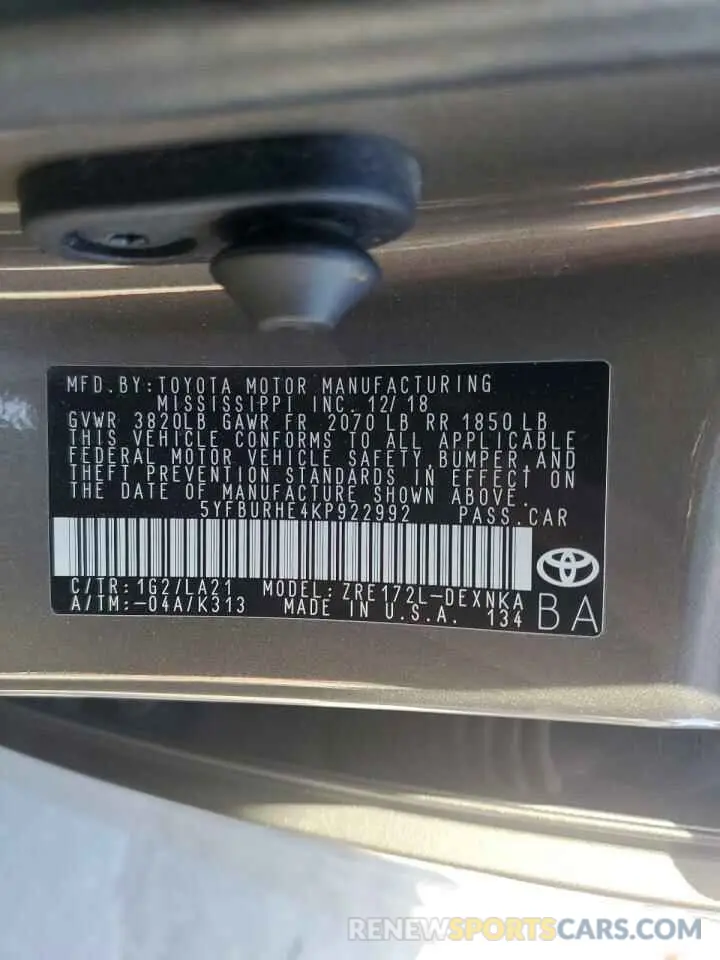 MFD. BY: TOYOTA MOTOR MANUFACTURING
MISSISSIPPI INC. 12/18
GVWR 3820LB GAWR FR 2070 LB RR 1850 LB
THIS VEHICLE CONFORMS TO ALL APPLICABLE
FEDERAL MOTOR VEHICLE SAFETY, BUMPER, AND
THEFT PREVENTION STANDARDS IN EFFECT ON
THE DATE OF MANUFACTURE SHOWN ABOVE.
5YFBURHE4KP922992 PASS. CAR
C/TR: 1G2/LA21 MODEL: ZRE172L-DEXNKA
A/TM: -04A/K313 MADE IN U.S.A. 134
BA
RENEWSPORTSCARS.COM